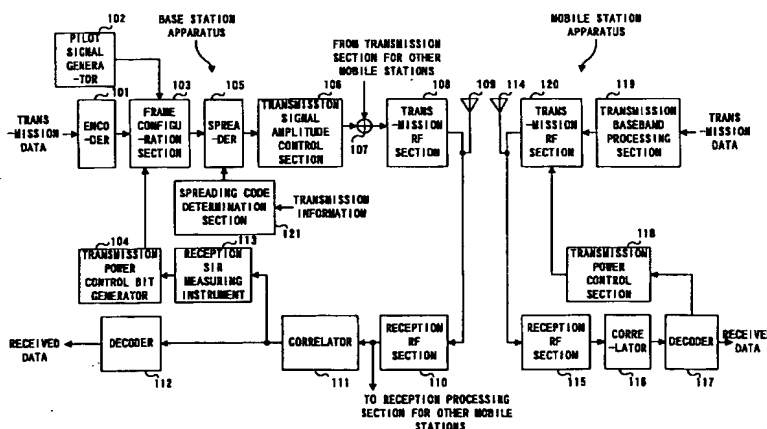 102
PILOT
SIGNAL
GENERA
-TOR
BASE STATION
APPARATUS
FROM TRANSMISSION
SECTION FOR OTHER
MOBILE STATIONS
MOBILE STATION
APPARATUS
101
103
105
106
108
109
114
120
119
TRANS
-MISSION
DATA
ENCO
-DER
FRAME
CONFIGU
-RATION
SECTION
SPREA
-DER
TRANSMISSION
SIGNAL
AMPLITUDE
CONTROL
SECTION
107
TRANS
-MISSION
RF
SECTION
TRANS
-MISSION
RF
SECTION
TRANSMISSION
BASEBAND
PROCESSING
SECTION
TRANS
-MISSION
DATA
SPREADING CODE
DETERMINATION
SECTION
121
TRANSMISSION
INFORMATION
104
TRANSMISSION
POWER
CONTROL BIT
GENERATOR
113
RECEPTION
SIR
MEASURING
INSTRUMENT
118
TRANSMISSION
POWER
CONTROL
SECTION
RECEIVED
DATA
DECODER
112
CORRELATOR
111
RECEPTION
RF
SECTION
110
TO RECEPTION PROCESSING
SECTION FOR OTHER MOBILE
STATIONS
RECEPTION
RF
SECTION
115
CORRE
-LATOR
116
DECODER
117
RECEIVED
DATA